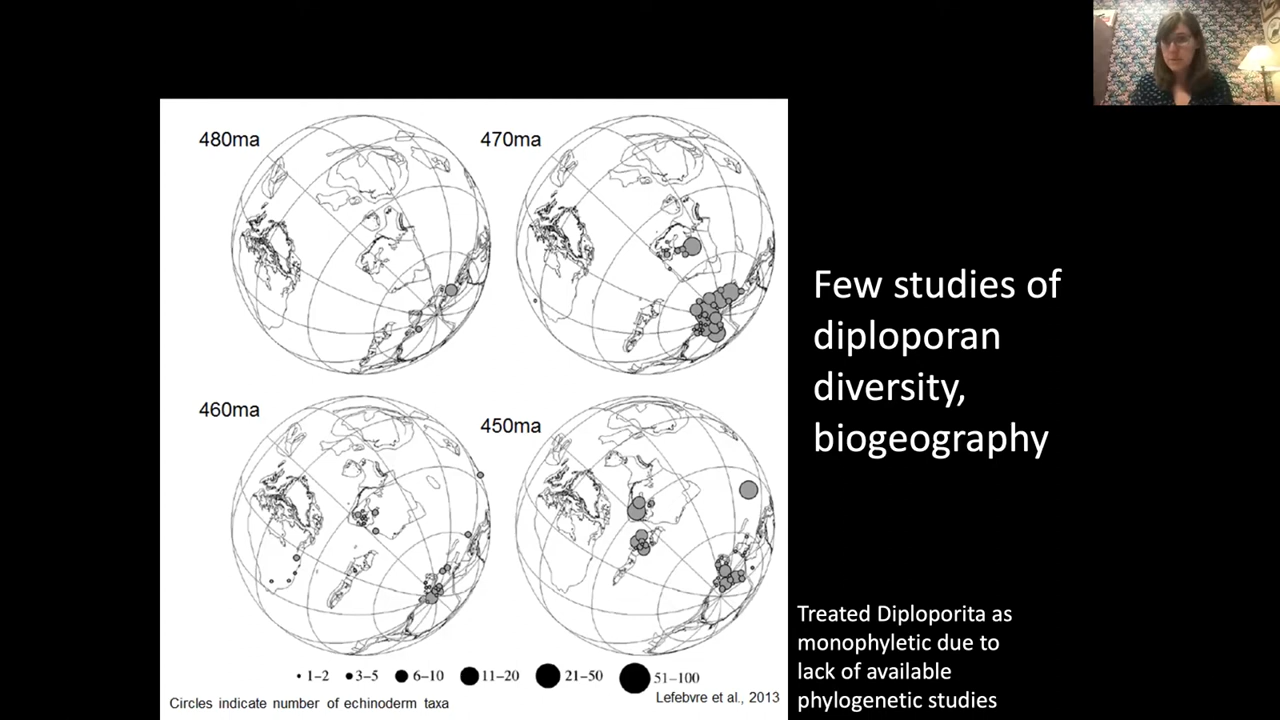 480ma
470ma
460ma
450ma
1–2
3–5
6–10
11–20
21–50
51–100
Circles indicate number of echinoderm taxa
Lefebvre et al., 2013
Few studies of
diploporan
diversity,
biogeography
Treated Diploporita as
monophyletic due to
lack of available
phylogenetic studies